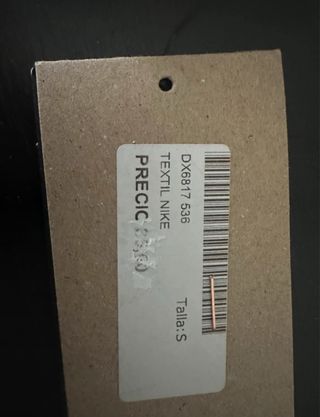 DX6817 536
TEXTIL NIKE
Talla: S
PRECIO